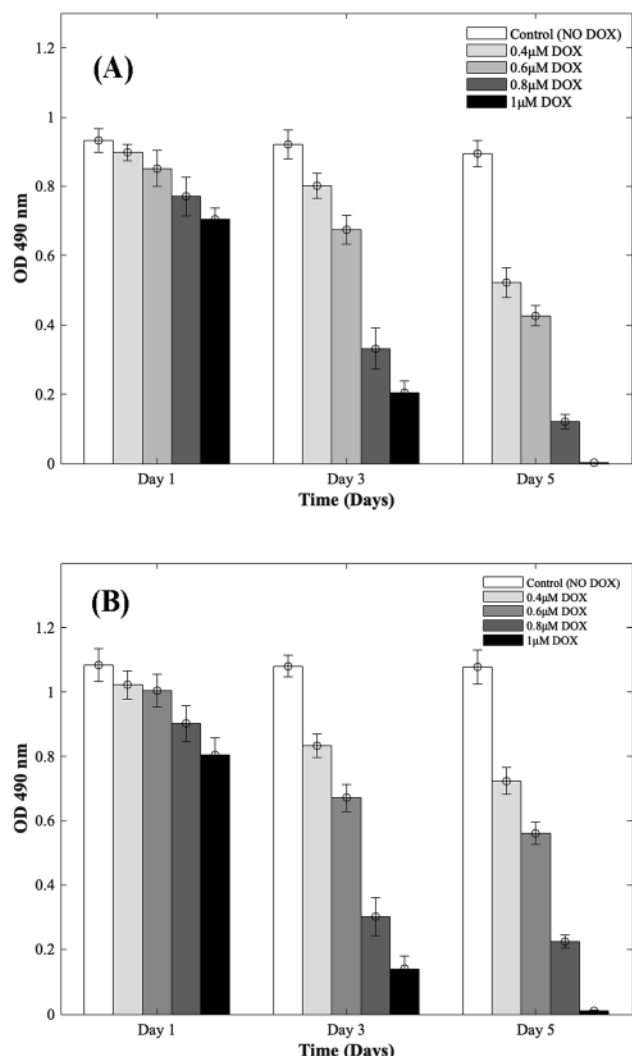 (A)
Control (NO DOX)
0.4μM DOX
0.6μM DOX
0.8μM DOX
1μM DOX
1.2
1
0.8
0.6
0.4
0.2
0
OD 490 nm
Day 1
Day 3
Day 5
Time (Days)
(B)
Control (NO DOX)
0.4μM DOX
0.6μM DOX
0.8μM DOX
1μM DOX
1.2
1
0.8
0.6
0.4
0.2
0
OD 490 nm
Day 1
Day 3
Day 5
Time (Days)